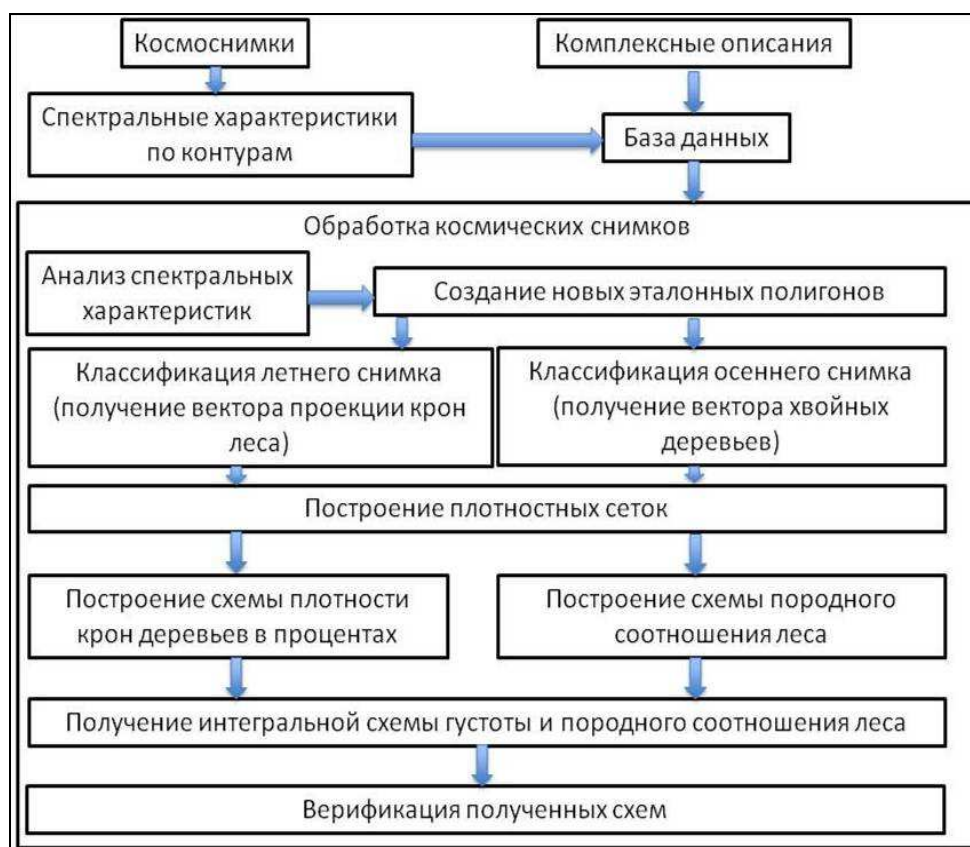 Космоснимки
Комплексные описания
Спектральные характеристики
по контурам
База данных
Обработка космических снимков
Анализ спектральных
характеристик
Создание новых эталонных полигонов
Классификация летнего снимка
(получение вектора проекции крон
леса)
Классификация осеннего снимка
(получение вектора хвойных
деревьев)
Построение плотностных сеток
Построение схемы плотности
крон деревьев в процентах
Построение схемы породного
соотношения леса
Получение интегральной схемы густоты и породного соотношения леса
Верификация полученных схем